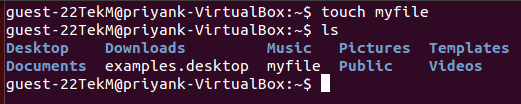 guest-22TekM@priyank-VirtualBox:~$ touch myfile
guest-22TekM@priyank-VirtualBox:~$ ls
Desktop Downloads Music Pictures Templates
Documents examples.desktop myfile Public Videos
guest-22TekM@priyank-VirtualBox:~$